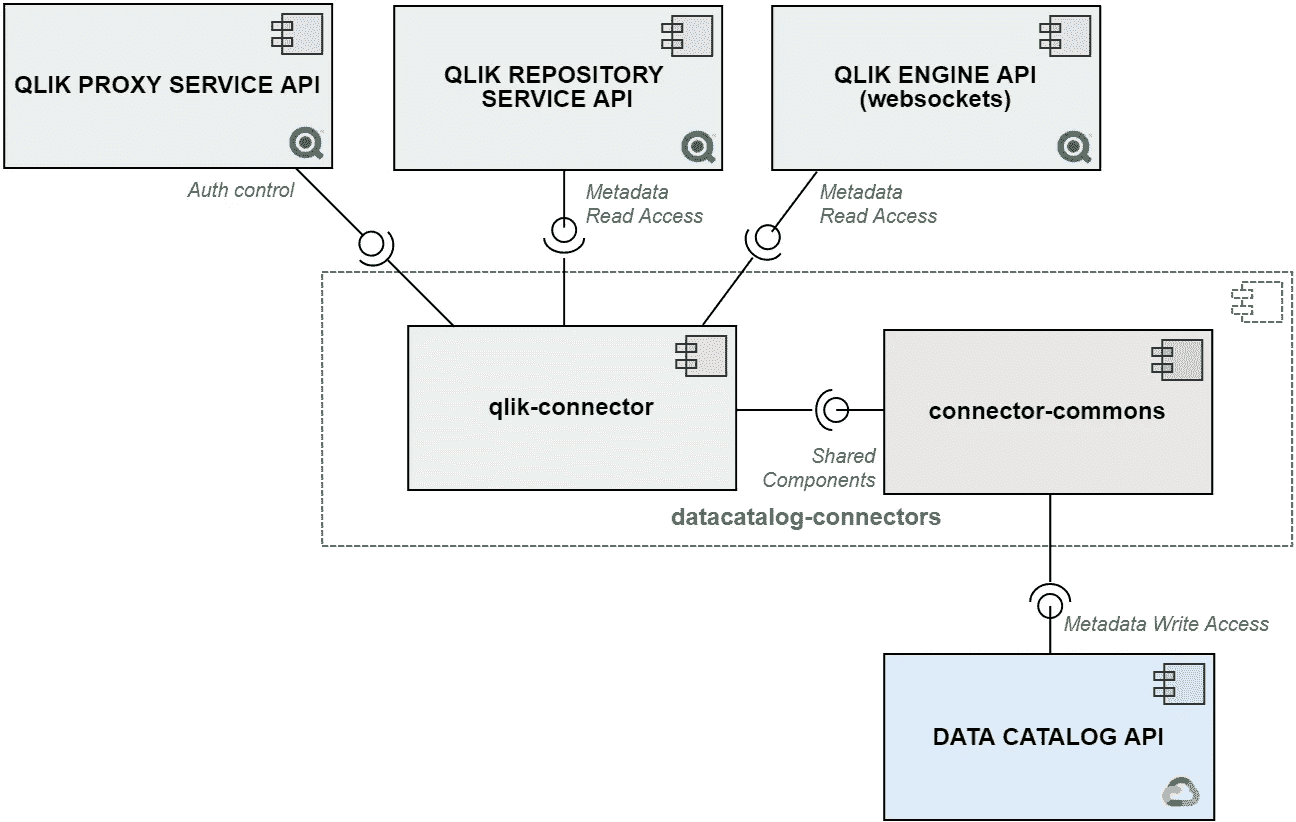 QLIK PROXY SERVICE API
QLIK REPOSITORY
SERVICE API
QLIK ENGINE API
(websockets)
Auth control
Metadata
Read Access
Metadata
Read Access
qlik-connector
connector-commons
Shared
Components
datacatalog-connectors
Metadata Write Access
DATA CATALOG API